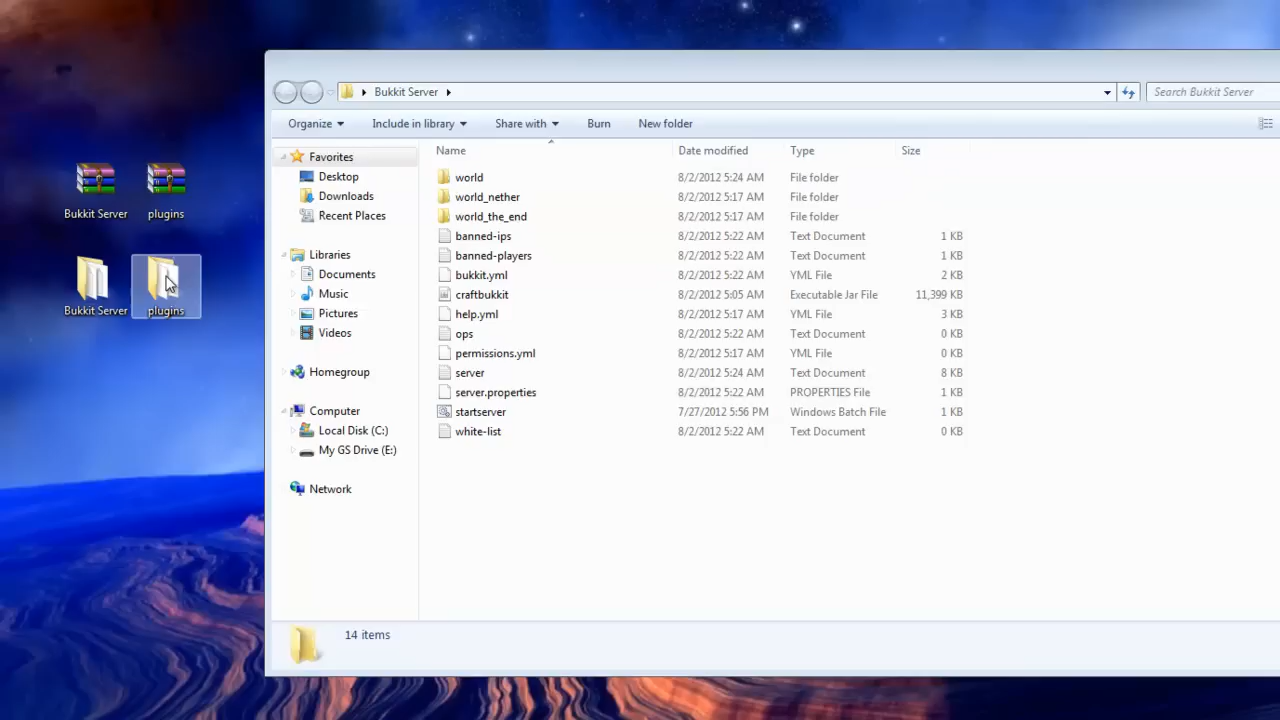 Bukkit Server
plugins
Bukkit Server
plugins
Bukkit Server
Search Bukkit Server
Organize Include in library Share with Burn New folder
Favorites
Desktop
Downloads
Recent Places
Libraries
Documents
Music
Pictures
Videos
Homegroup
Computer
Local Disk (C:)
My GS Drive (E:)
Network
Name Date modified Type Size
world 8/2/2012 5:24 AM File folder
world_nether 8/2/2012 5:17 AM File folder
world_the_end 8/2/2012 5:17 AM File folder
banned-ips 8/2/2012 5:22 AM Text Document 1 KB
banned-players 8/2/2012 5:22 AM Text Document 1 KB
bukkit.yml 8/2/2012 5:22 AM YML File 2 KB
craftbukkit 8/2/2012 5:05 AM Executable Jar File 11,399 KB
help.yml 8/2/2012 5:17 AM YML File 3 KB
ops 8/2/2012 5:22 AM Text Document 0 KB
permissions.yml 8/2/2012 5:17 AM YML File 0 KB
server 8/2/2012 5:24 AM Text Document 8 KB
server.properties 8/2/2012 5:22 AM PROPERTIES File 1 KB
startserver 7/27/2012 5:56 PM Windows Batch File 1 KB
white-list 8/2/2012 5:22 AM Text Document 0 KB
14 items